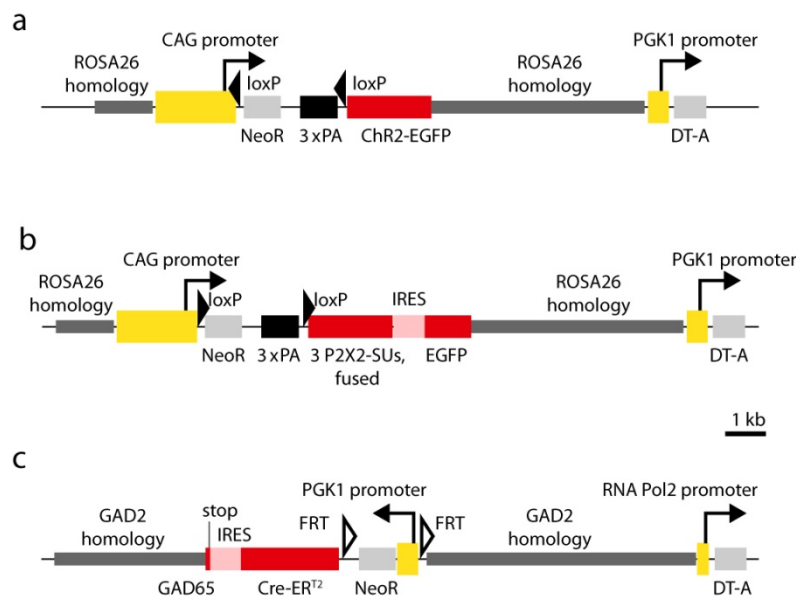 a
CAG promoter
PGK1 promoter
ROSA26
homology
loxP
loxP
ROSA26
homology
NeoR
3 xPA
ChR2-EGFP
DT-A
b
CAG promoter
PGK1 promoter
ROSA26
homology
loxP
loxP
IRES
ROSA26
homology
NeoR
3 xPA
3 P2X2-SUs,
fused
EGFP
DT-A
1 kb
c
PGK1 promoter
RNA Pol2 promoter
GAD2
homology
stop
IRES
FRT
FRT
GAD2
homology
GAD65
Cre-ERT2
NeoR
DT-A